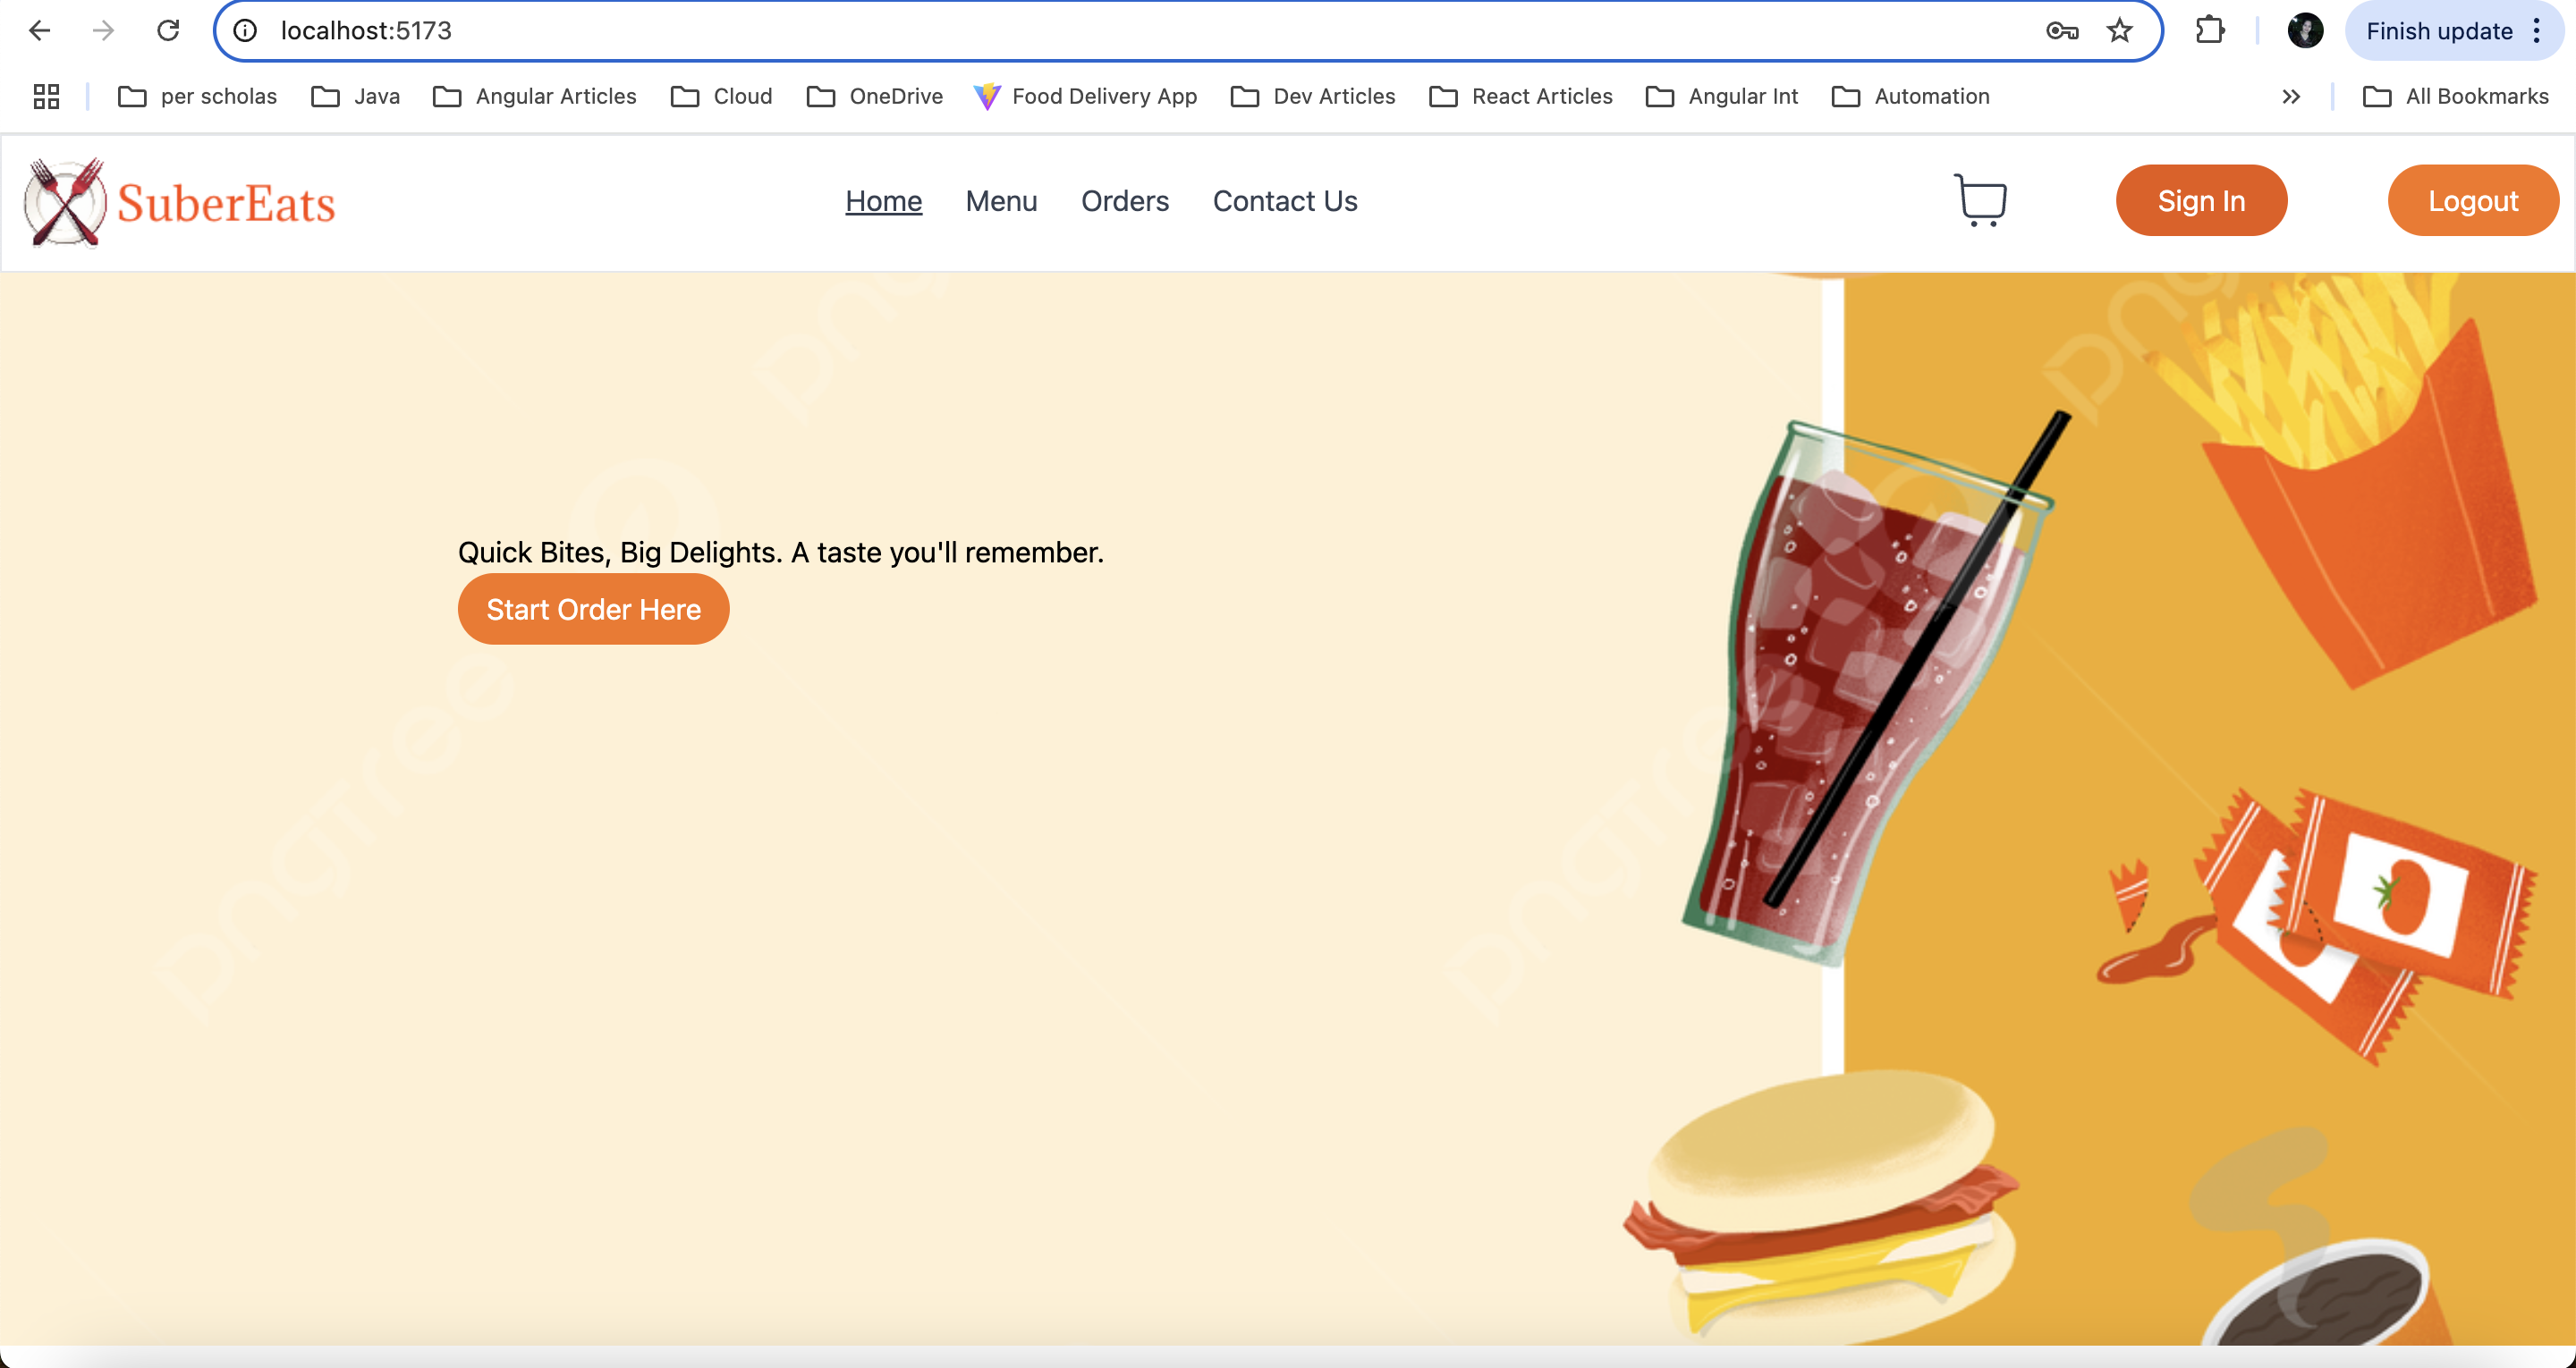 localhost:5173
Finish update
per scholas Java Angular Articles Cloud OneDrive Food Delivery App Dev Articles React Articles Angular Int Automation All Bookmarks
SuberEats Home Menu Orders Contact Us Sign In Logout
Quick Bites, Big Delights. A taste you'll remember.
Start Order Here
pngtree
pngtree